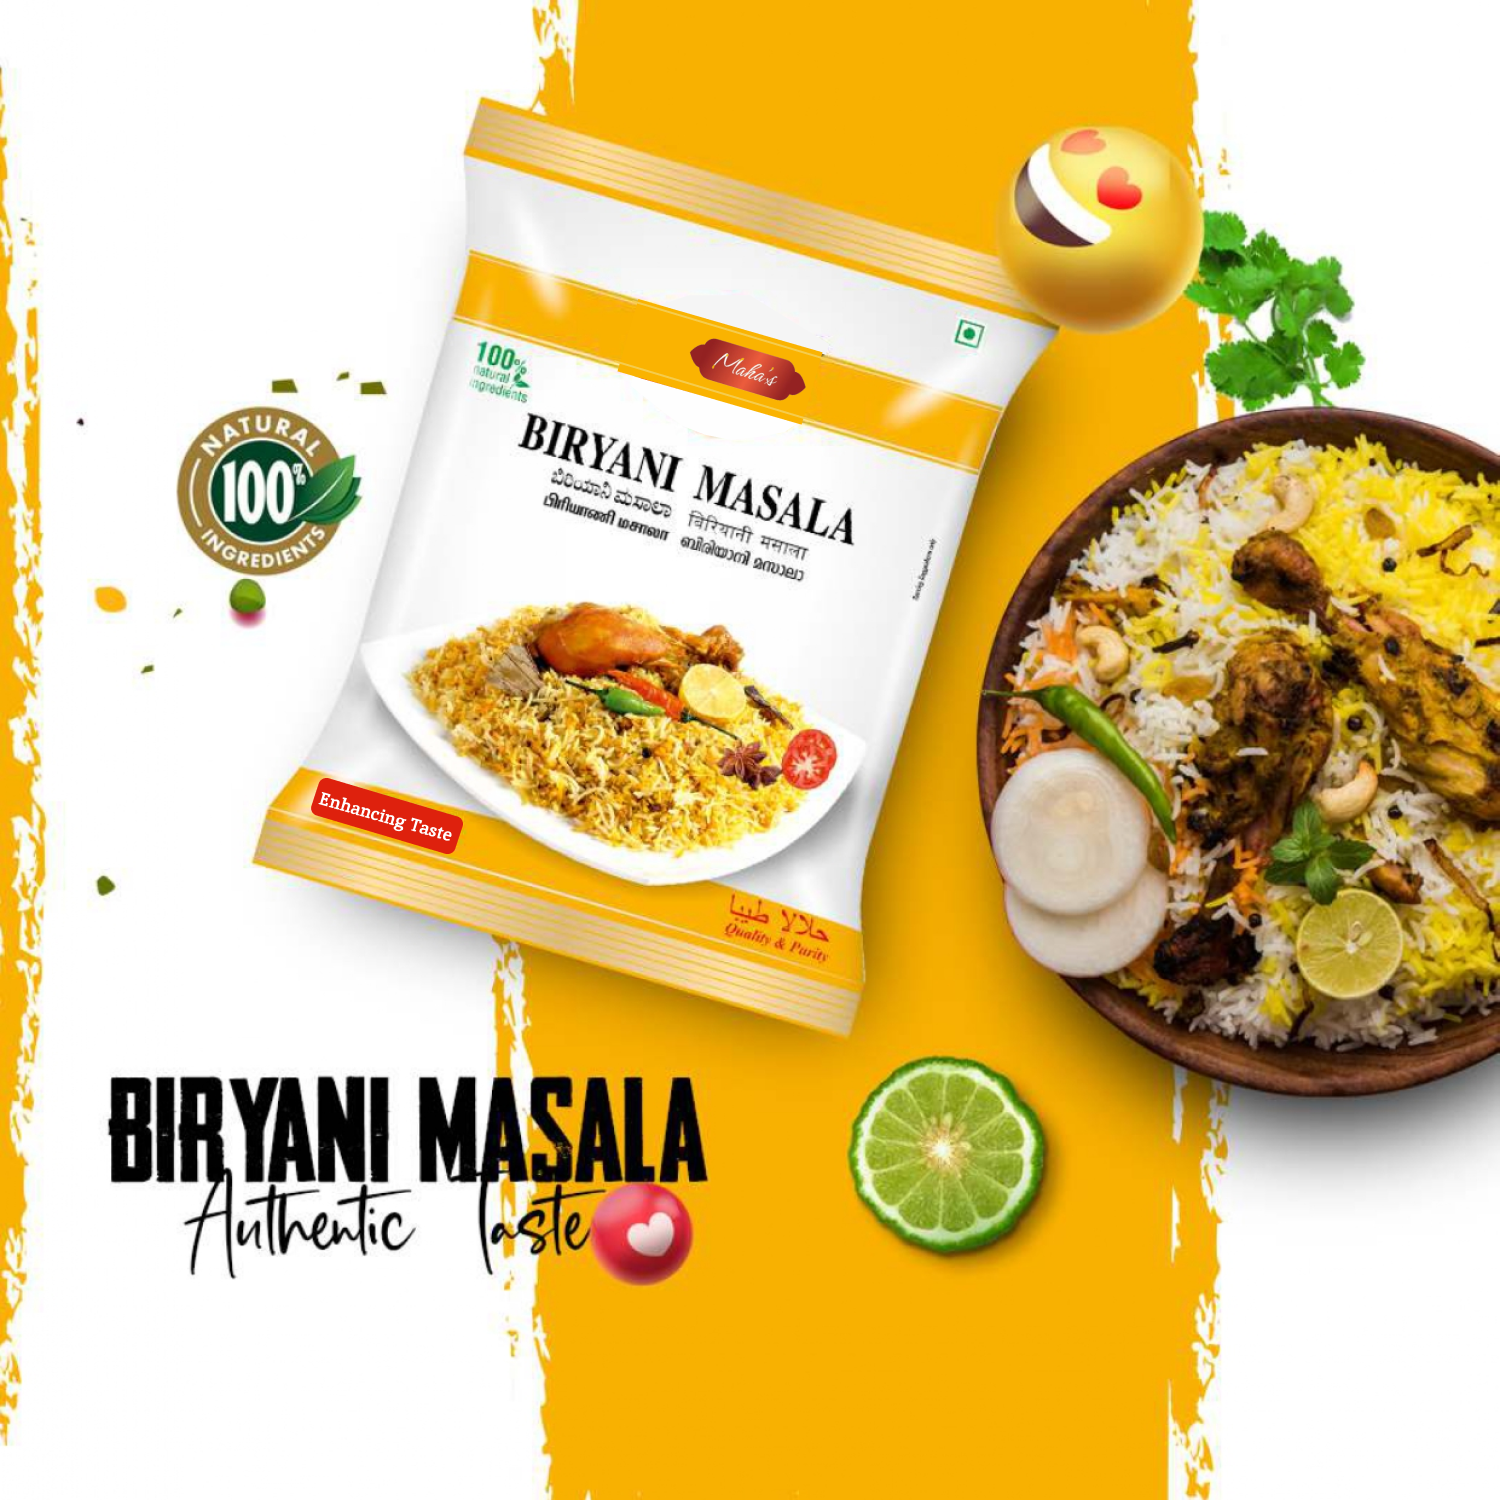 Maha's
100%
natural
ingredients
BIRYANI MASALA
ಬಿರಿಯಾನಿ ಮಸಾಲಾ बिरियानी मसाला
பிரியாணி மசாலா ബിരിയാനി മസാലാ
NATURAL
100%
INGREDIENTS
Enhancing Taste
حلالا طيبا
Quality & Purity
BIRYANI MASALA
Authentic Taste